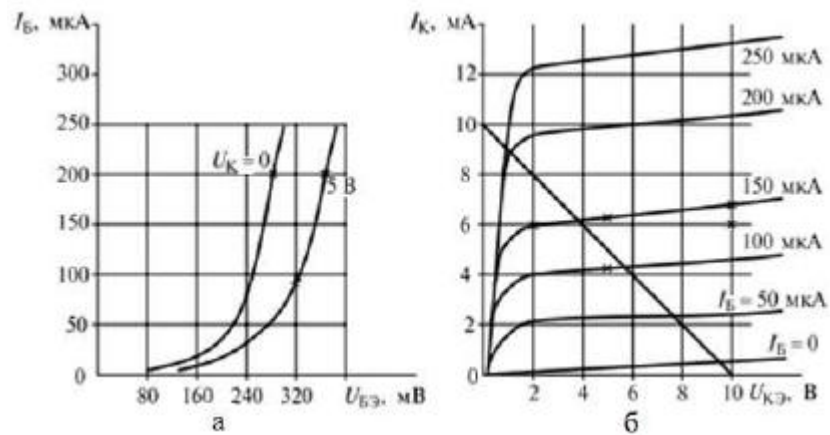 I_Б, мкА
350
300
250
200
150
100
50
0
U_К = 0
5 В
80 160 240 320 U_БЭ, мВ
а
I_К, мА
12
10
8
6
4
2
0
250 мкА
200 мкА
150 мкА
100 мкА
I_Б = 50 мкА
I_Б = 0
2 4 6 8 10 U_КЭ, В
б